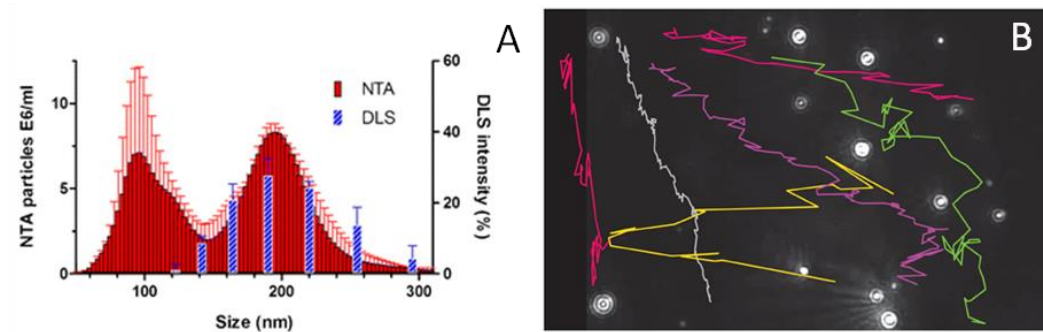 A
B
NTA particles E6/ml
10
5
0
NTA
DLS
60
40
20
0
DLS intensity (%)
100
200
300
Size (nm)